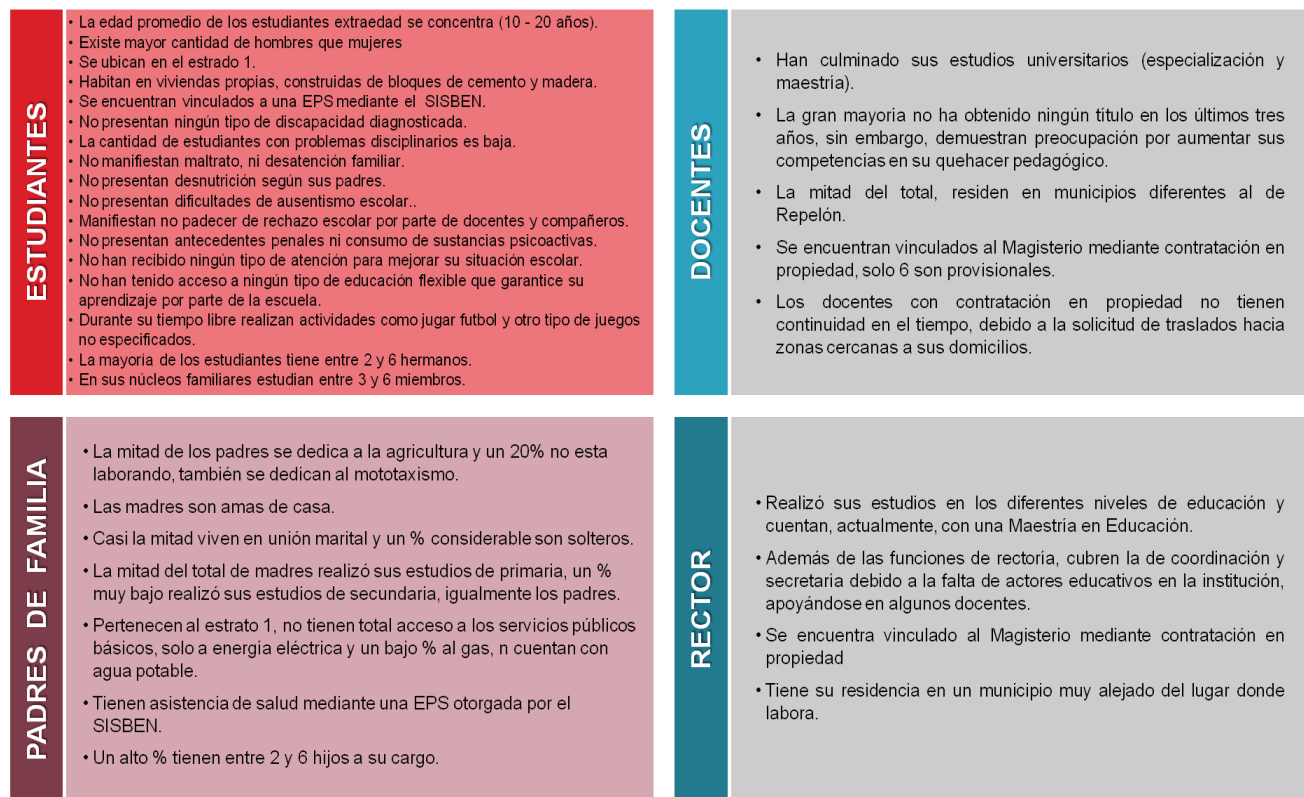 ESTUDIANTES
• La edad promedio de los estudiantes extraedad se concentra (10 - 20 años).
• Existe mayor cantidad de hombres que mujeres
• Se ubican en el estrado 1.
• Habitan en viviendas propias, construidas de bloques de cemento y madera.
• Se encuentran vinculados a una EPS mediante el SISBEN.
• No presentan ningún tipo de discapacidad diagnosticada.
• La cantidad de estudiantes con problemas disciplinarios es baja.
• No manifiestan maltrato, ni desatención familiar.
• No presentan desnutrición según sus padres.
• No presentan dificultades de ausentismo escolar..
• Manifiestan no padecer de rechazo escolar por parte de docentes y compañeros.
• No presentan antecedentes penales ni consumo de sustancias psicoactivas.
• No han recibido ningún tipo de atención para mejorar su situación escolar.
• No han tenido acceso a ningún tipo de educación flexible que garantice su
aprendizaje por parte de la escuela.
• Durante su tiempo libre realizan actividades como jugar futbol y otro tipo de juegos
no especificados.
• La mayoría de los estudiantes tiene entre 2 y 6 hermanos.
• En sus núcleos familiares estudian entre 3 y 6 miembros.
DOCENTES
• Han culminado sus estudios universitarios (especialización y
maestría).
• La gran mayoría no ha obtenido ningún titulo en los últimos tres
años, sin embargo, demuestran preocupación por aumentar sus
competencias en su quehacer pedagógico.
• La mitad del total, residen en municipios diferentes al de
Repelón.
• Se encuentran vinculados al Magisterio mediante contratación en
propiedad, solo 6 son provisionales.
• Los docentes con contratación en propiedad no tienen
continuidad en el tiempo, debido a la solicitud de traslados hacia
zonas cercanas a sus domicilios.
PADRES DE FAMILIA
• La mitad de los padres se dedica a la agricultura y un 20% no esta
laborando, también se dedican al mototaxismo.
• Las madres son amas de casa.
• Casi la mitad viven en unión marital y un % considerable son solteros.
• La mitad del total de madres realizó sus estudios de primaria, un %
muy bajo realizó sus estudios de secundaria, igualmente los padres.
• Pertenecen al estrato 1, no tienen total acceso a los servicios públicos
básicos, solo a energía eléctrica y un bajo % al gas, n cuentan con
agua potable.
• Tienen asistencia de salud mediante una EPS otorgada por el
SISBEN.
• Un alto % tienen entre 2 y 6 hijos a su cargo.
RECTOR
• Realizó sus estudios en los diferentes niveles de educación y
cuentan, actualmente, con una Maestría en Educación.
• Además de las funciones de rectoría, cubren la de coordinación y
secretaría debido a la falta de actores educativos en la institución,
apoyándose en algunos docentes.
• Se encuentra vinculado al Magisterio mediante contratación en
propiedad
• Tiene su residencia en un municipio muy alejado del lugar donde
labora.